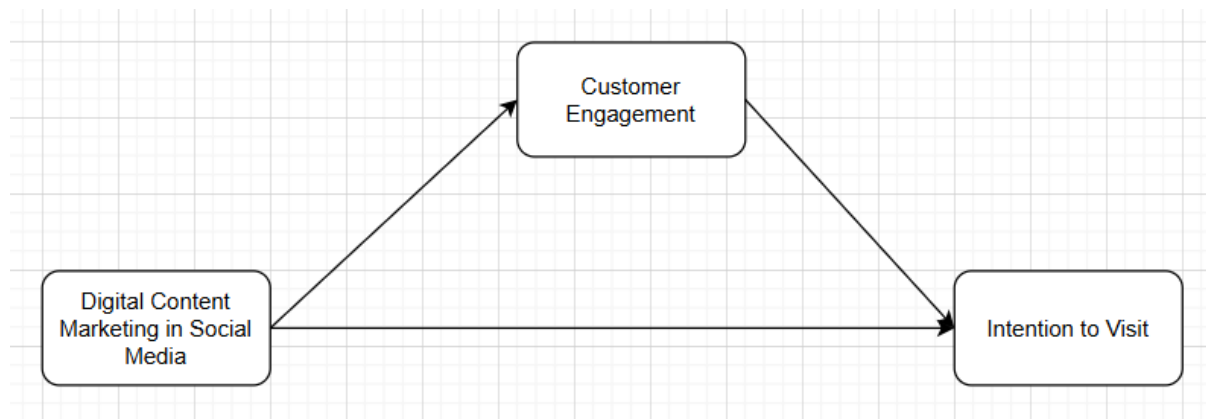 Customer
Engagement
Digital Content
Marketing in Social
Media
Intention to Visit